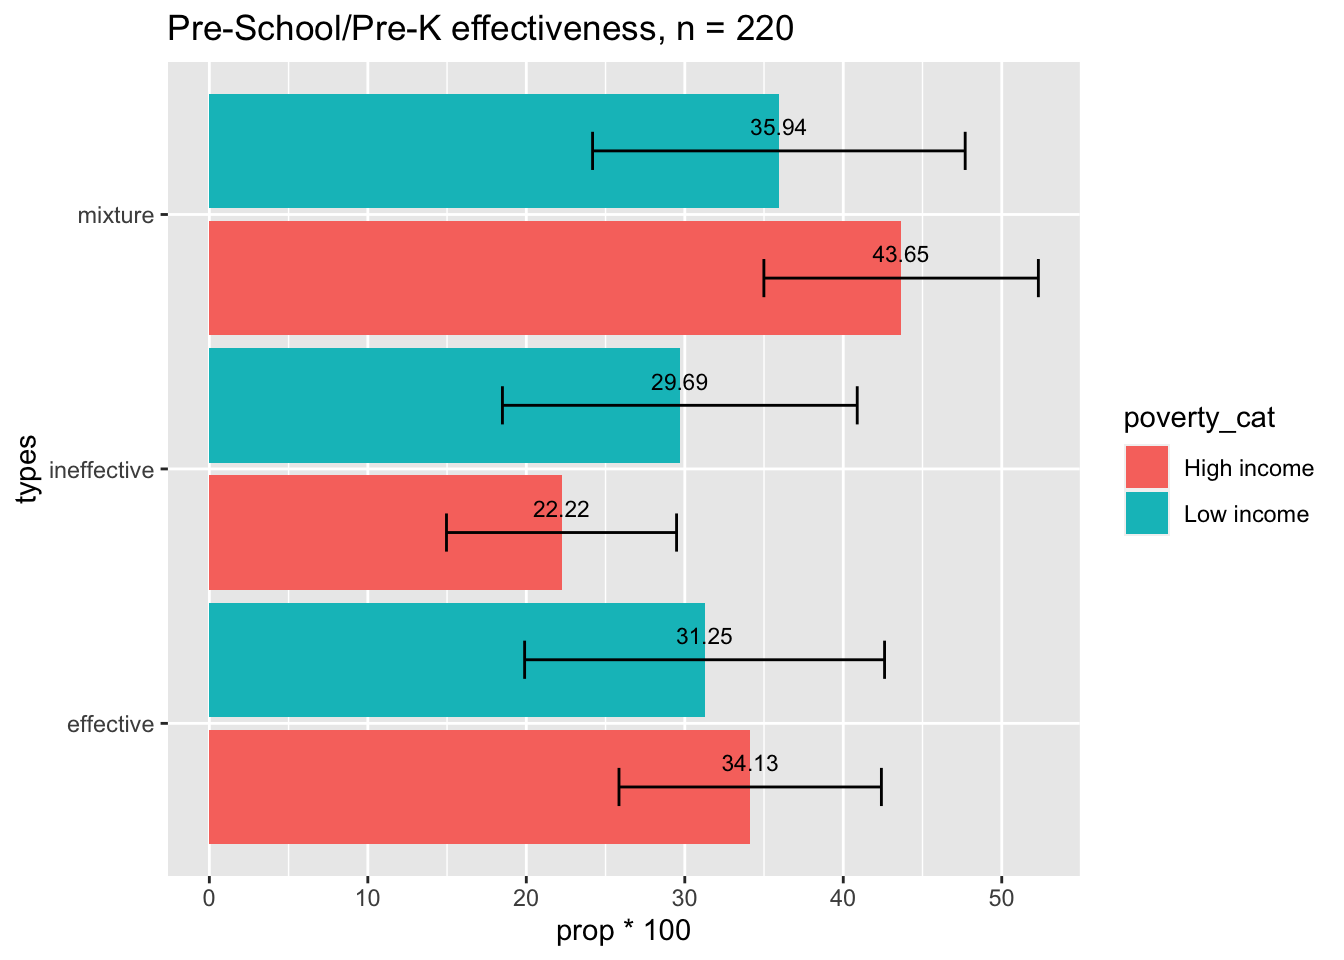 Pre-School/Pre-K effectiveness, n = 220
35.94
mixture
43.65
29.69
ineffective
22.22
31.25
effective
34.13
types
0 10 20 30 40 50
prop * 100
poverty_cat
High income
Low income